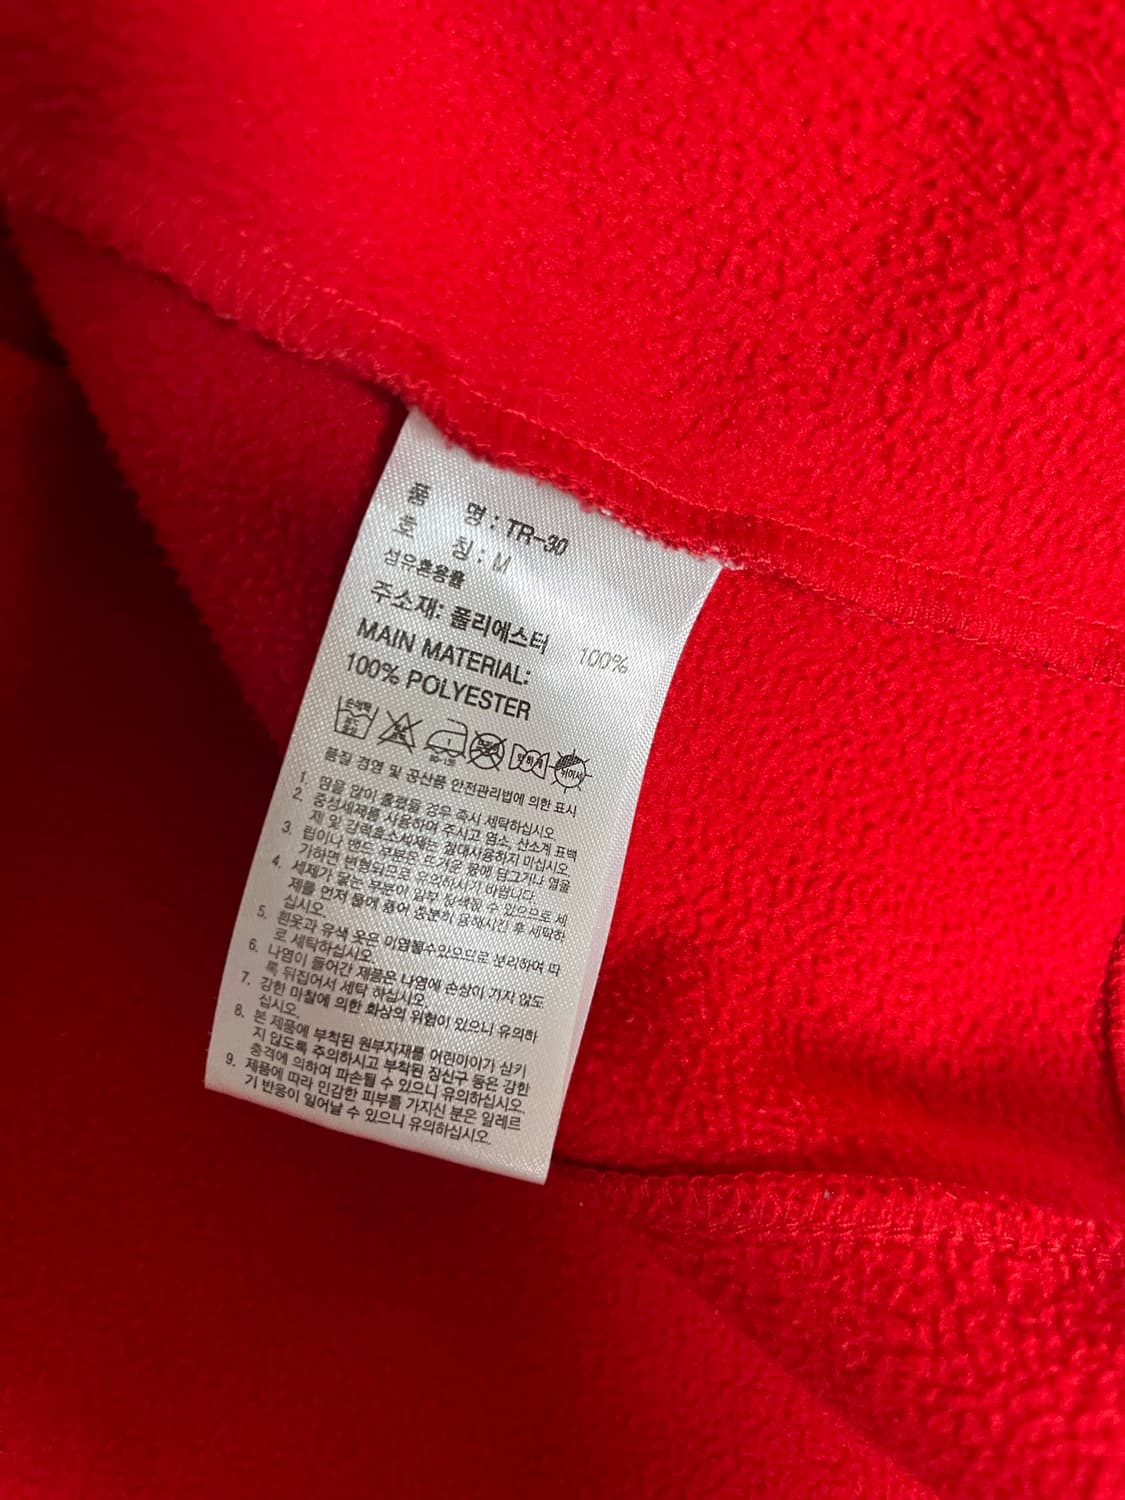 품 명 : TR-30
호 칭 : M
섬유혼용률
주소재: 폴리에스터 100%
MAIN MATERIAL:
100% POLYESTER
손세탁
품질 경영 및 공산품 안전관리법에 의한 표시
1. 땀을 많이 흘렸을 경우 즉시 세탁하십시오.
2. 중성세제를 사용하여 주시고 염소, 산소계 표백
제 및 강력효소세제는 절대사용하지 마십시오.
3. 립이나 밴드 부분은 뜨거운 물에 담그거나 열을
가하면 변형되므로 유의하시기 바랍니다.
4. 세제가 닿는 부분이 일부 탈색될 수 있으므로 세
제를 먼저 물에 풀어 충분히 용해시킨 후 세탁하
십시오.
5. 흰옷과 유색 옷은 이염될수있으므로 분리하여 따
로 세탁하십시오
6. 나염이 들어간 제품은 나염에 손상이 가지 않도
록 뒤집어서 세탁 하십시오.
7. 강한 마찰에 의한 화상의 위험이 있으니 유의하
십시오.
8. 본 제품에 부착된 원부자재를 어린이이가 삼키
지 않도록 주의하시고 부착된 장신구 등은 강한
충격에 의하여 파손될 수 있으니 유의하십시오.
9. 제품에 따라 민감한 피부를 가지신 분은 알레르
기 반응이 일어날 수 있으니 유의하십시오.